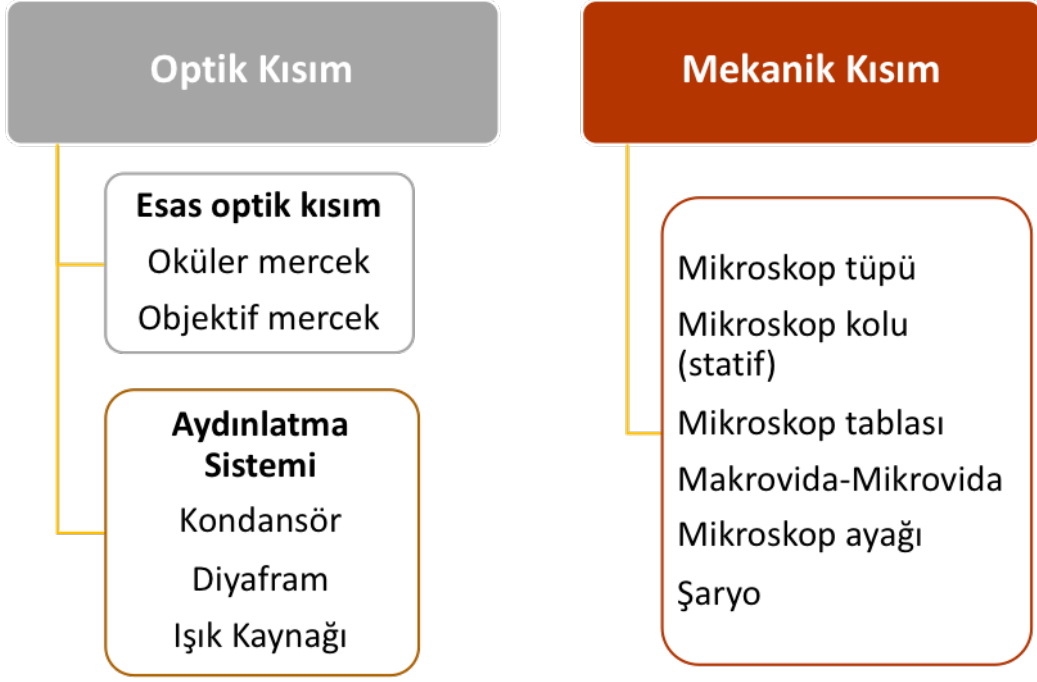 Optik Kısım
Esas optik kısım
Oküler mercek
Objektif mercek
Aydınlatma
Sistemi
Kondansör
Diyafram
Işık Kaynağı
Mekanik Kısım
Mikroskop tüpü
Mikroskop kolu
(statif)
Mikroskop tablası
Makrovida-Mikrovida
Mikroskop ayağı
Şaryo